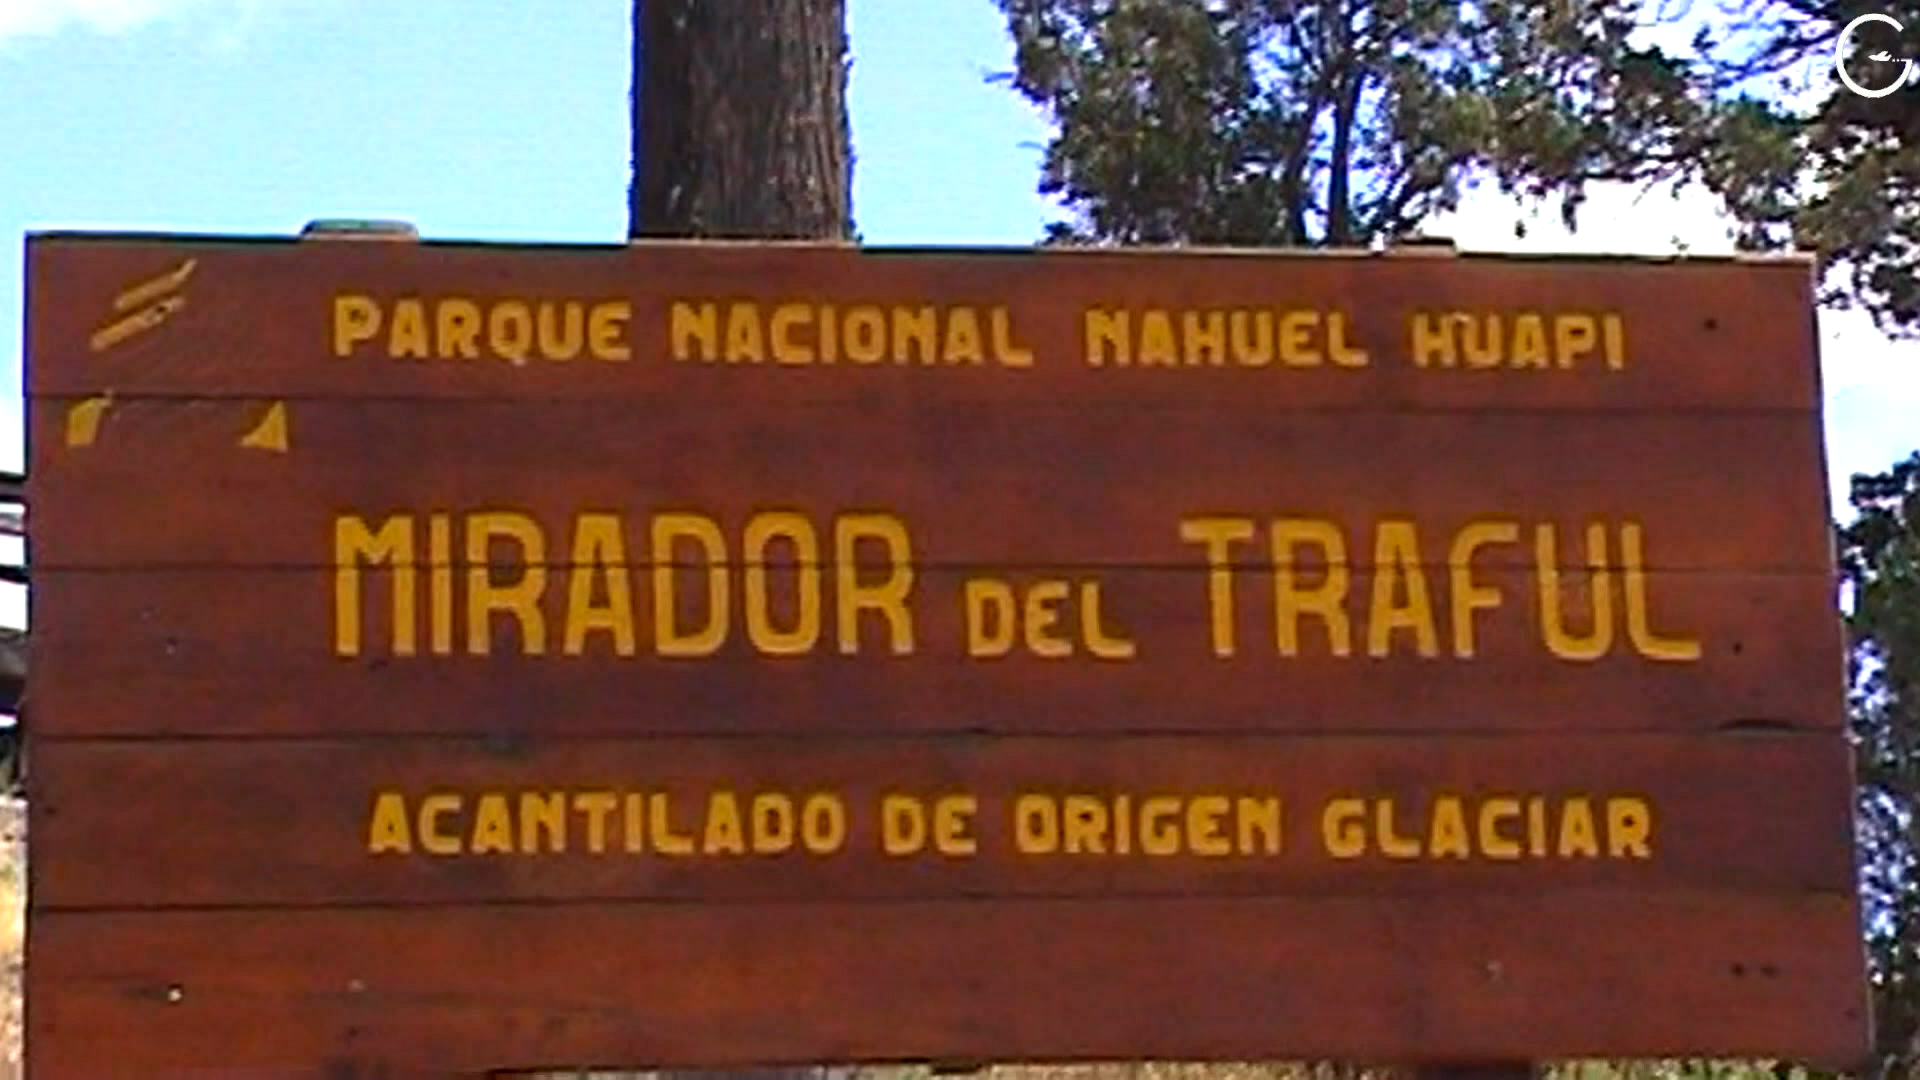 PARQUE NACIONAL NAHUEL HUAPI
MIRADOR DEL TRAFUL
ACANTILADO DE ORIGEN GLACIAR